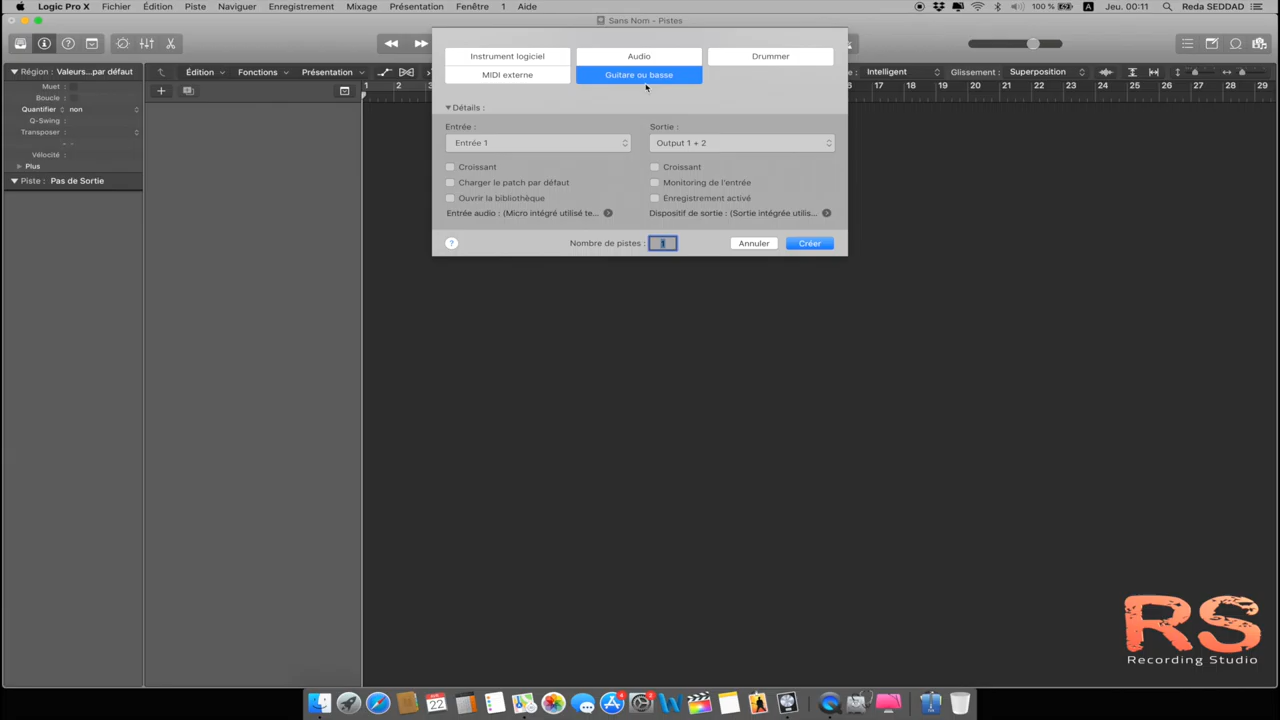 Logic Pro X Fichier Édition Piste Naviguer Enregistrement Mixage Présentation Fenêtre 1 Aide
100 % A Jeu. 00:11 Reda SEDDAD
Sans Nom - Pistes
Région : Valeurs...par défaut
Muet :
Boucle :
Quantifier non
Q-Swing :
Transposer :
Vélocité :
Plus
Piste : Pas de Sortie
Édition Fonctions Présentation
Intelligent Glissement : Superposition
1 2 3 17 18 19 20 21 22 23 24 25 26 27 28 29
Instrument logiciel Audio Drummer
MIDI externe Guitare ou basse
Détails :
Entrée : Sortie :
Entrée 1 Output 1 + 2
Croissant Croissant
Charger le patch par défaut Monitoring de l'entrée
Ouvrir la bibliothèque Enregistrement activé
Entrée audio : (Micro intégré utilisé te... Dispositif de sortie : (Sortie intégrée utilis...
? Nombre de pistes : 1 Annuler Créer
RS
Recording Studio
22